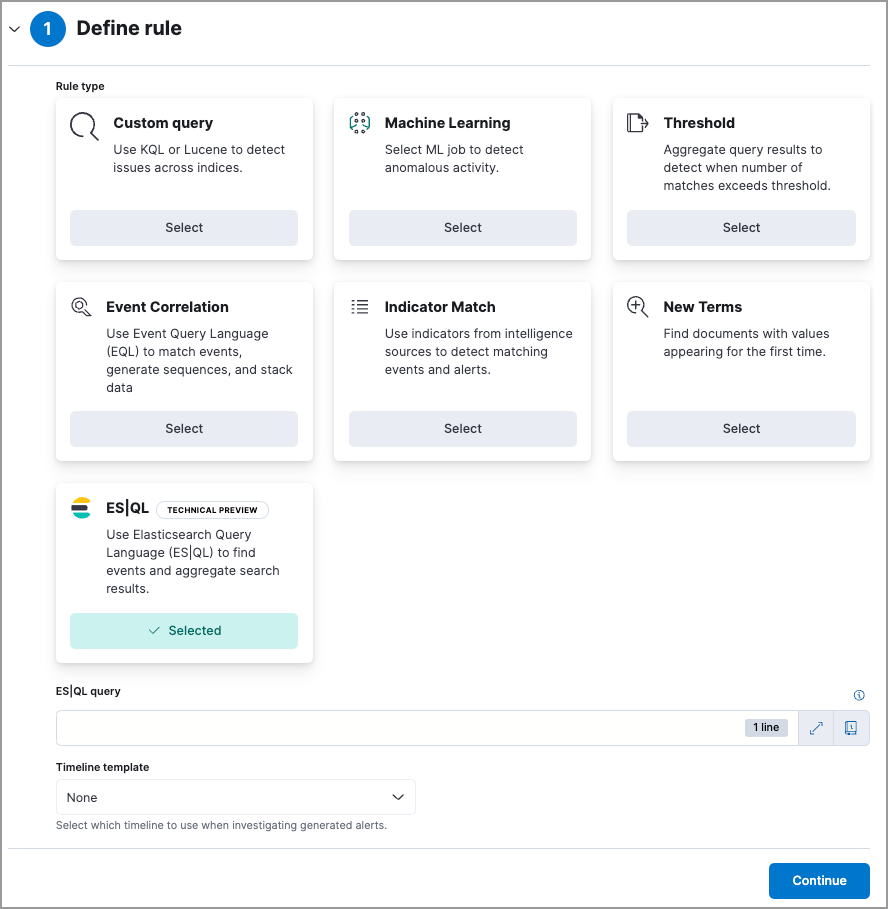 1 Define rule
Rule type
Custom query
Use KQL or Lucene to detect
issues across indices.
Select
Machine Learning
Select ML job to detect
anomalous activity.
Select
Threshold
Aggregate query results to
detect when number of
matches exceeds threshold.
Select
Event Correlation
Use Event Query Language
(EQL) to match events,
generate sequences, and stack
data
Select
Indicator Match
Use indicators from intelligence
sources to detect matching
events and alerts.
Select
New Terms
Find documents with values
appearing for the first time.
Select
ES|QL TECHNICAL PREVIEW
Use Elasticsearch Query
Language (ES|QL) to find
events and aggregate search
results.
Selected
ES|QL query
1 line
Timeline template
None
Select which timeline to use when investigating generated alerts.
Continue